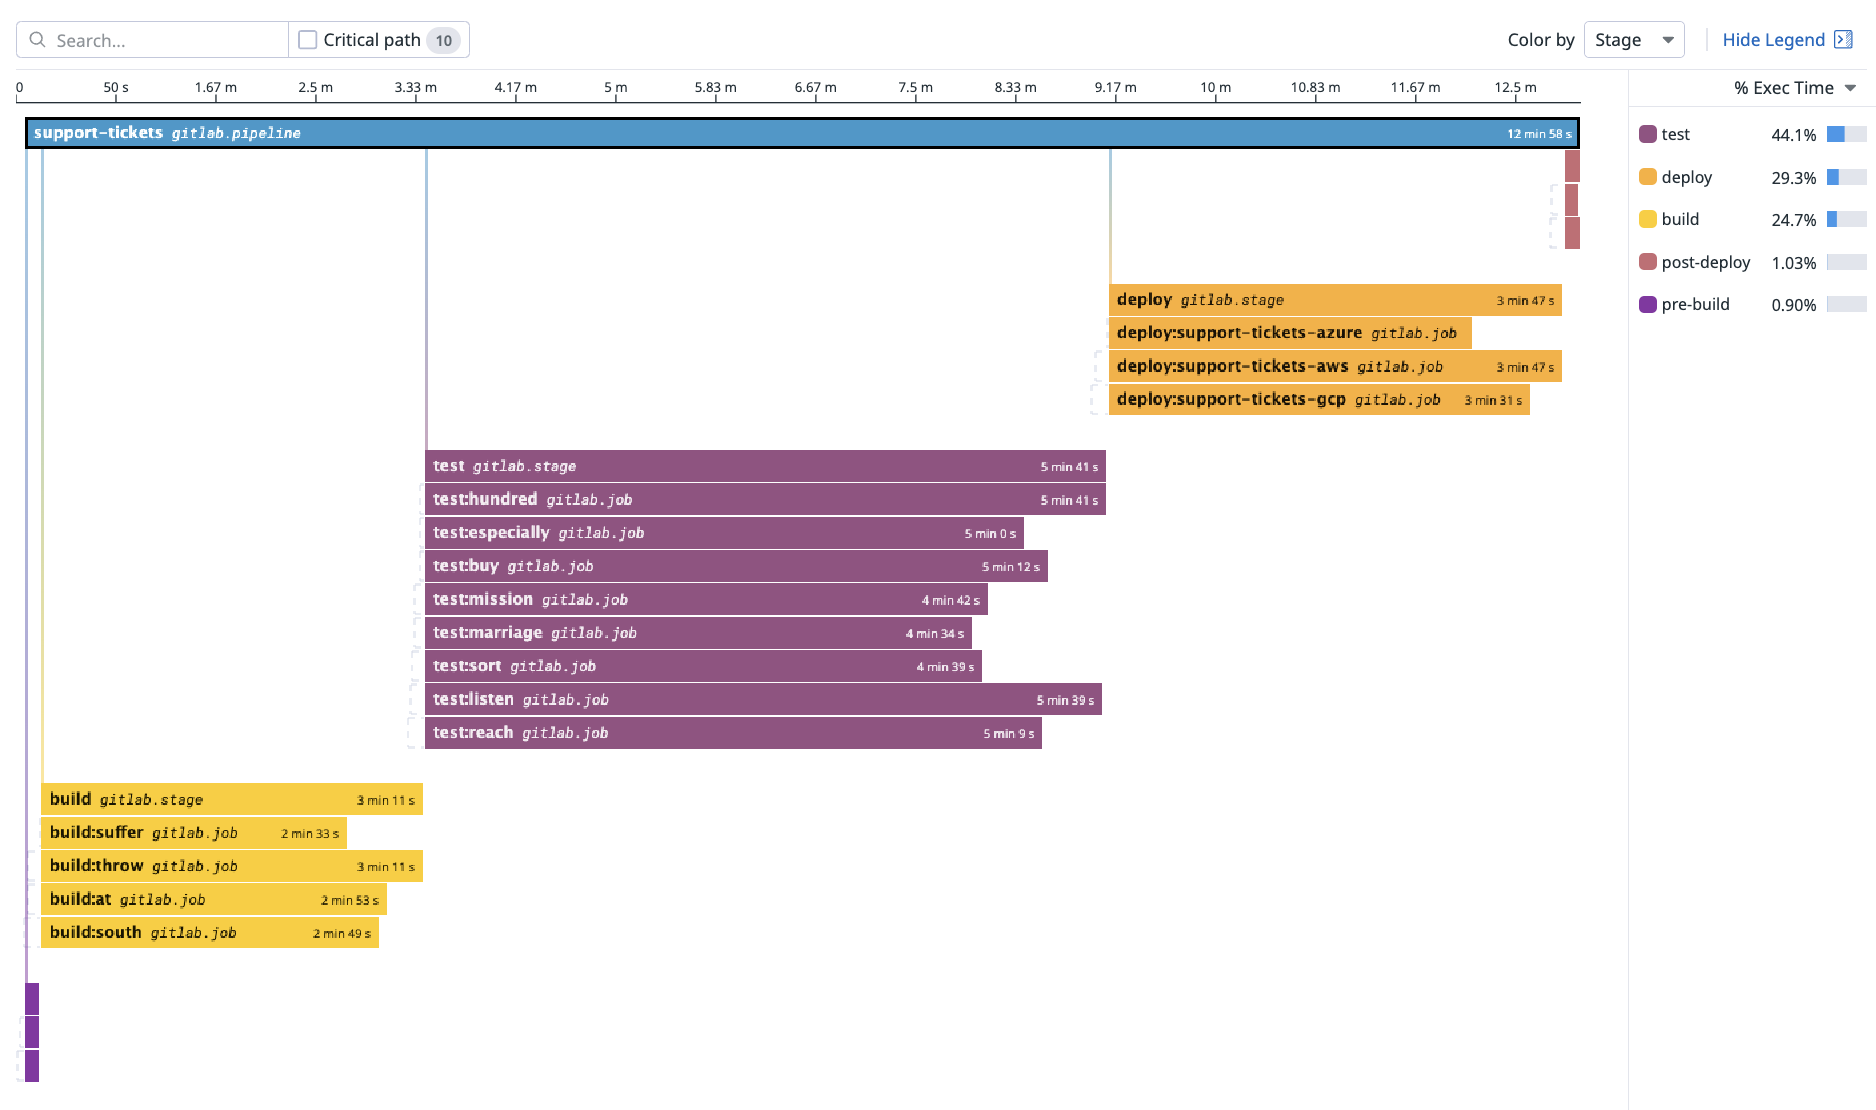 Search...
Critical path 10
Color by Stage Hide Legend
0 50 s 1.67 m 2.5 m 3.33 m 4.17 m 5 m 5.83 m 6.67 m 7.5 m 8.33 m 9.17 m 10 m 10.83 m 11.67 m 12.5 m
% Exec Time
support-tickets gitlab.pipeline 12 min 58 s
test 44.1%
deploy 29.3%
build 24.7%
post-deploy 1.03%
pre-build 0.90%
deploy gitlab.stage 3 min 47 s
deploy:support-tickets-azure gitlab.job
deploy:support-tickets-aws gitlab.job 3 min 47 s
deploy:support-tickets-gcp gitlab.job 3 min 31 s
test gitlab.stage 5 min 41 s
test:hundred gitlab.job 5 min 41 s
test:especially gitlab.job 5 min 0 s
test:buy gitlab.job 5 min 12 s
test:mission gitlab.job 4 min 42 s
test:marriage gitlab.job 4 min 34 s
test:sort gitlab.job 4 min 39 s
test:listen gitlab.job 5 min 39 s
test:reach gitlab.job 5 min 9 s
build gitlab.stage 3 min 11 s
build:suffer gitlab.job 2 min 33 s
build:throw gitlab.job 3 min 11 s
build:at gitlab.job 2 min 53 s
build:south gitlab.job 2 min 49 s